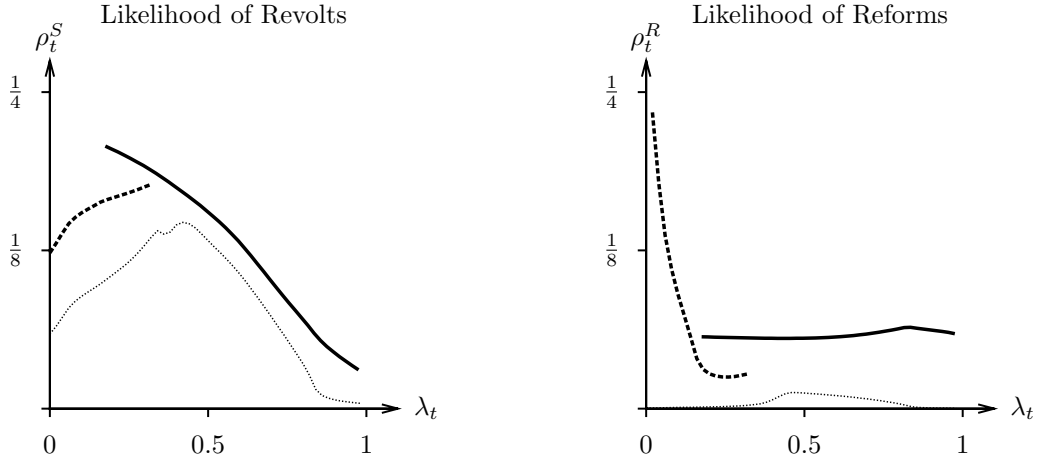 Likelihood of Revolts
ρ_t^S
1/4
1/8
0
0.5
1
λ_t
Likelihood of Reforms
ρ_t^R
1/4
1/8
0
0.5
1
λ_t